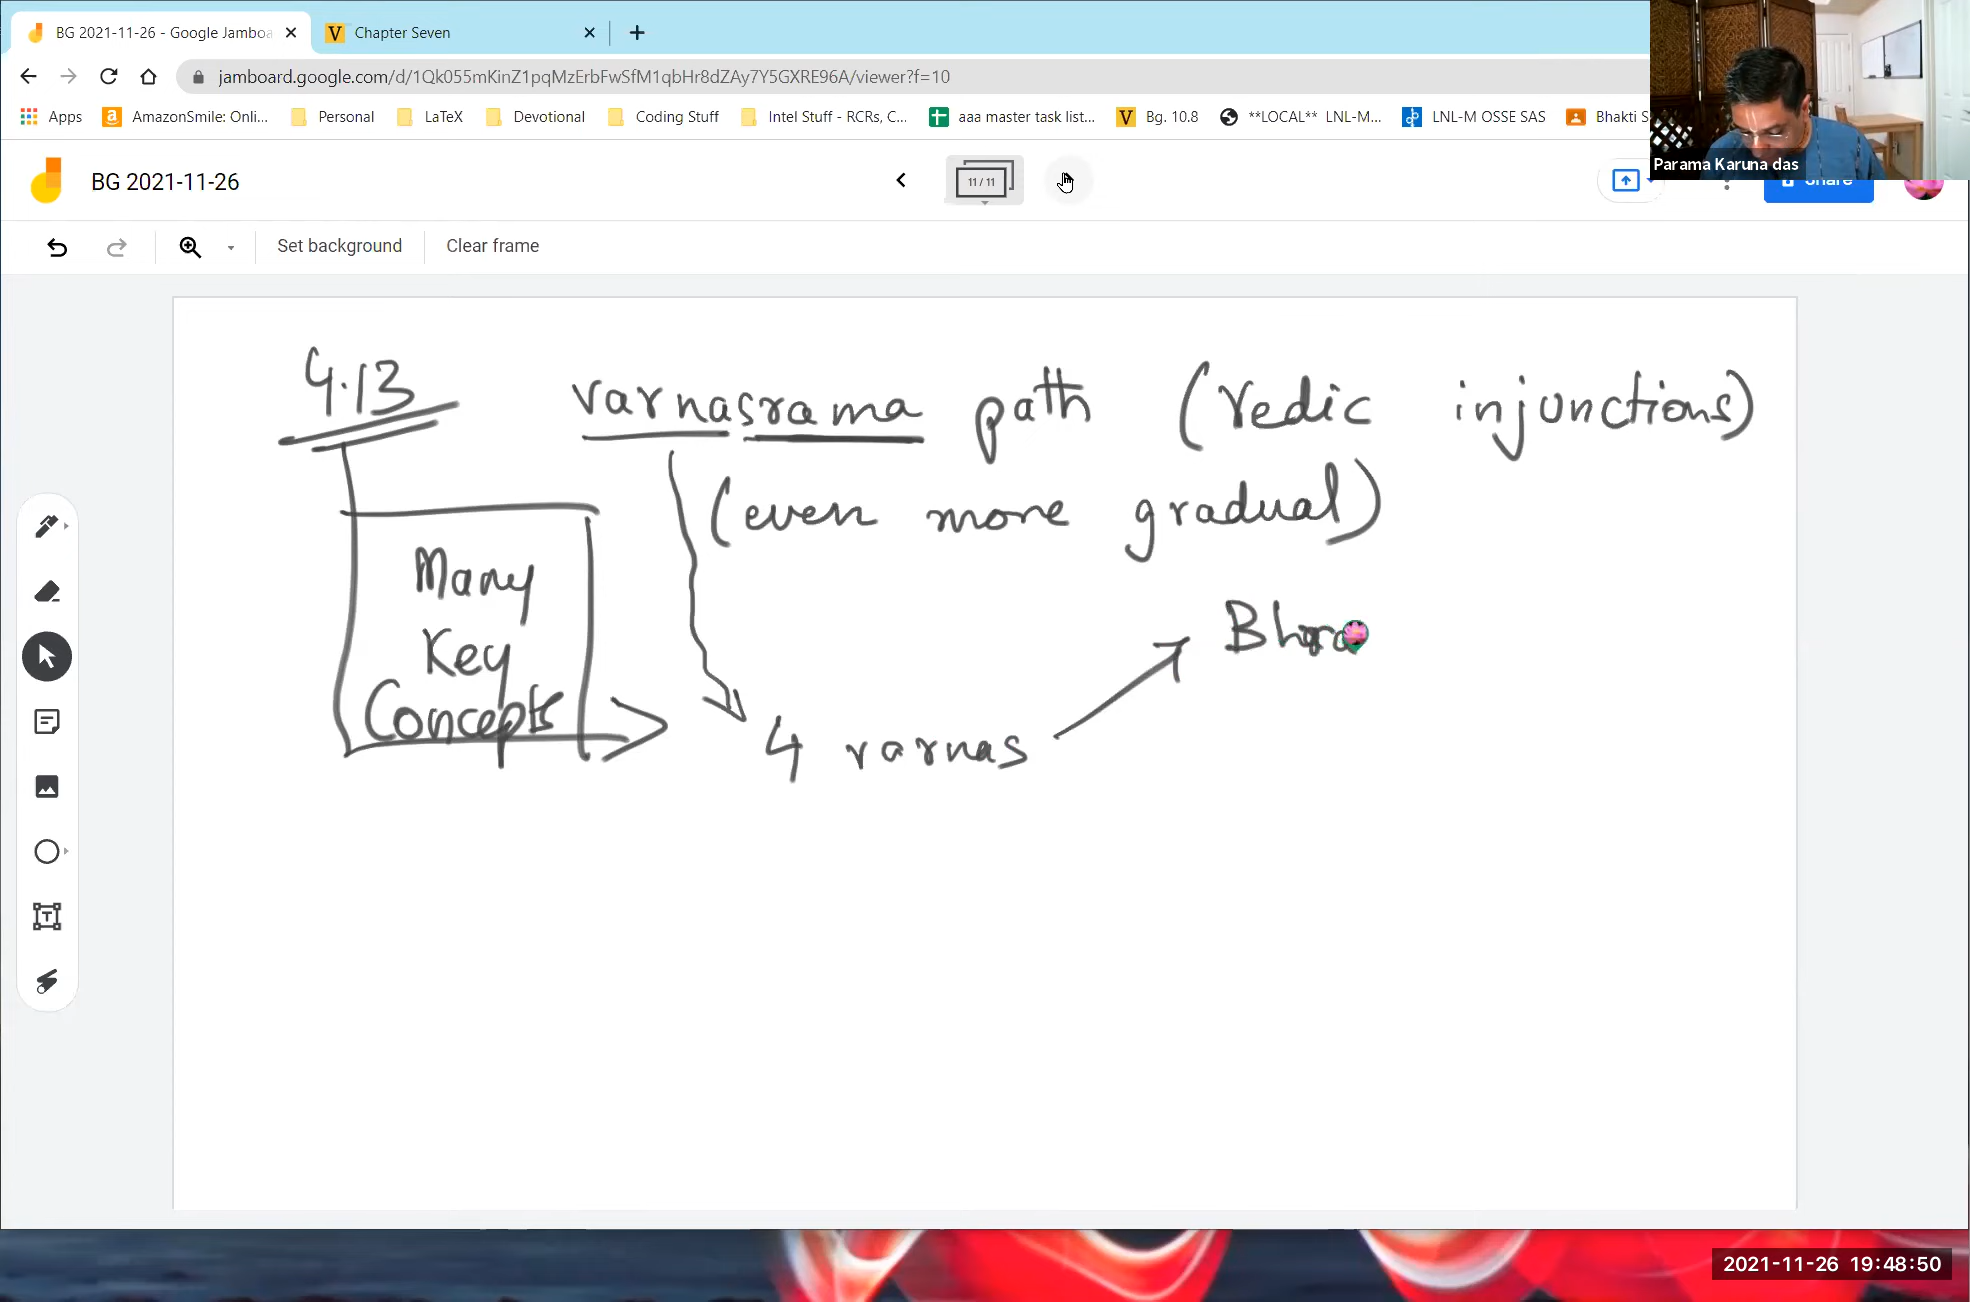 BG 2021-11-26 - Google Jamboa
Chapter Seven
jamboard.google.com/d/1Qk055mKinZ1pqMzErbFwSfM1qbHr8dZAy7Y5GXRE96A/viewer?f=10
Apps AmazonSmile: Onli... Personal LaTeX Devotional Coding Stuff Intel Stuff - RCRs, C... aaa master task list... Bg. 10.8 **LOCAL** LNL-M... LNL-M OSSE SAS Bhakti S
Parama Karuna das
BG 2021-11-26
11 / 11
Share
Set background Clear frame
4.13 varnasrama path (Vedic injunctions)
(even more gradual)
Many
Key
Concepts
4 varnas
2021-11-26 19:48:50